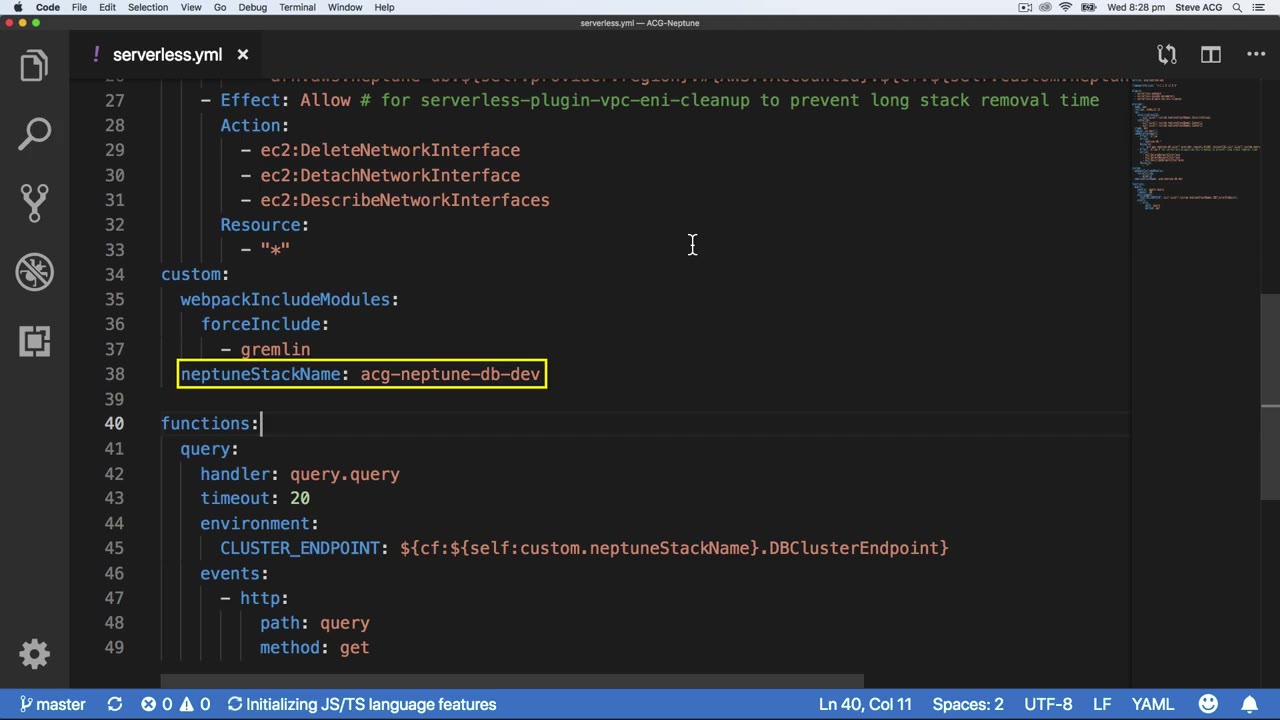 Code File Edit Selection View Go Debug Terminal Window Help Wed 8:28 pm Steve ACG
serverless.yml — ACG-Neptune
! serverless.yml ×
27 - Effect: Allow # for serverless-plugin-vpc-eni-cleanup to prevent long stack removal time
28 Action:
29 - ec2:DeleteNetworkInterface
30 - ec2:DetachNetworkInterface
31 - ec2:DescribeNetworkInterfaces
32 Resource:
33 - "*"
34 custom:
35 webpackIncludeModules:
36 forceInclude:
37 - gremlin
38 neptuneStackName: acg-neptune-db-dev
39
40 functions:
41 query:
42 handler: query.query
43 timeout: 20
44 environment:
45 CLUSTER_ENDPOINT: ${cf:${self:custom.neptuneStackName}.DBClusterEndpoint}
46 events:
47 - http:
48 path: query
49 method: get
master 0 0 Initializing JS/TS language features Ln 40, Col 11 Spaces: 2 UTF-8 LF YAML